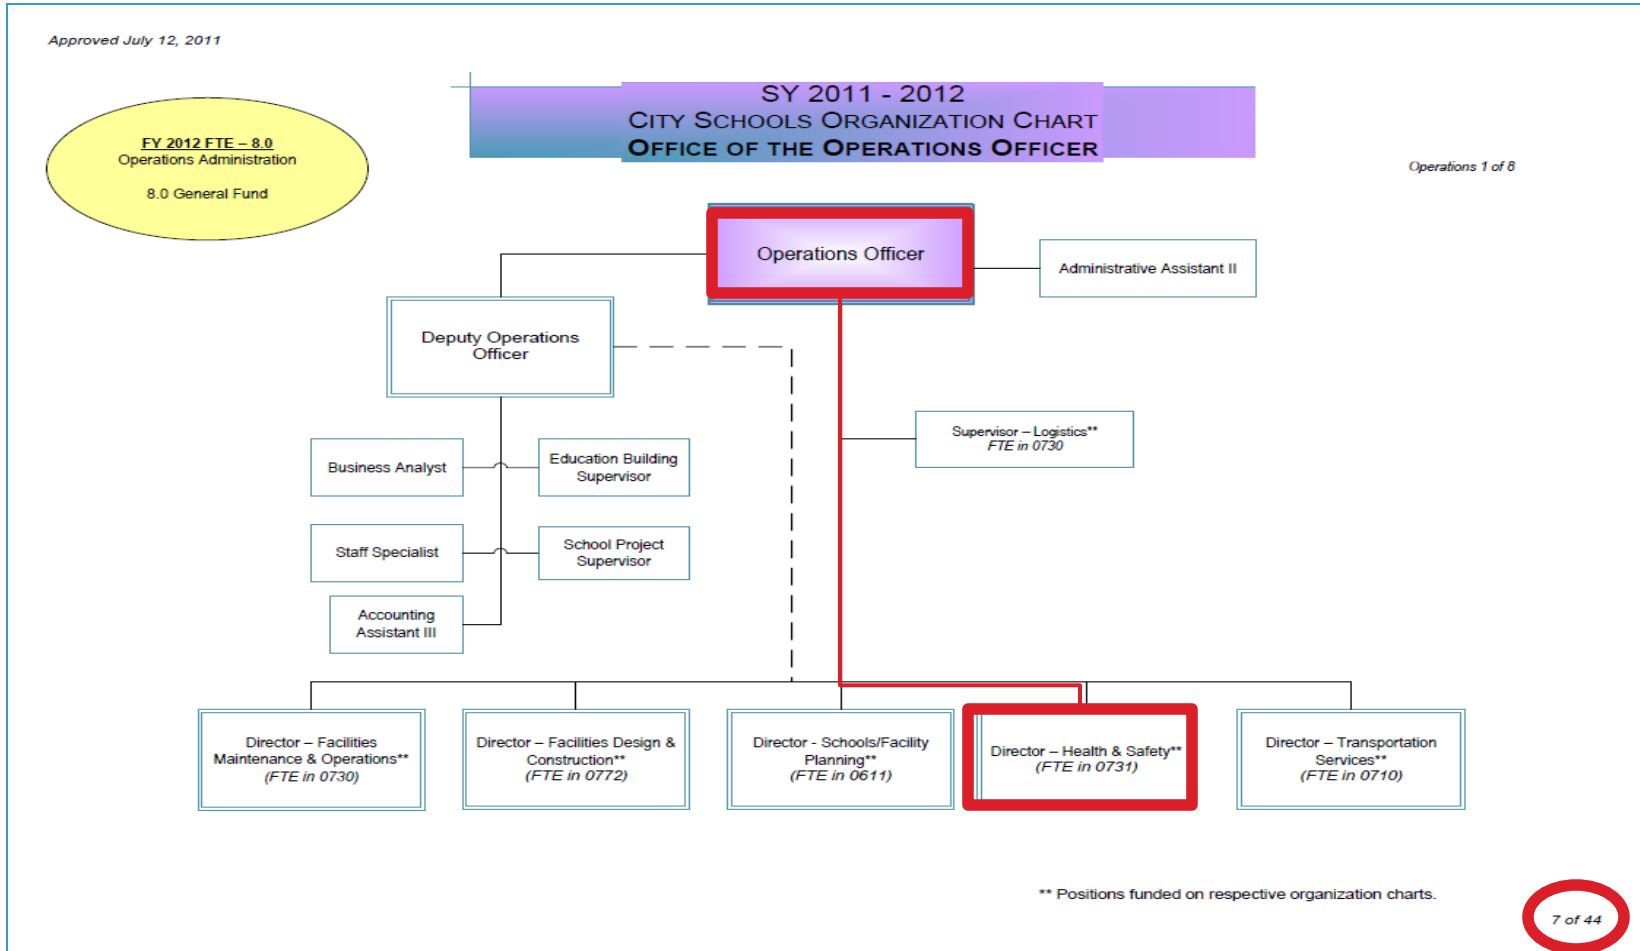 Approved July 12, 2011
SY 2011 - 2012
CITY SCHOOLS ORGANIZATION CHART
OFFICE OF THE OPERATIONS OFFICER
FY 2012 FTE – 8.0
Operations Administration
8.0 General Fund
Operations 1 of 8
Operations Officer
Administrative Assistant II
Deputy Operations
Officer
Supervisor – Logistics**
FTE in 0730
Business Analyst
Education Building
Supervisor
Staff Specialist
School Project
Supervisor
Accounting
Assistant III
Director – Facilities
Maintenance & Operations**
(FTE in 0730)
Director – Facilities Design &
Construction**
(FTE in 0772)
Director - Schools/Facility
Planning**
(FTE in 0611)
Director – Health & Safety**
(FTE in 0731)
Director – Transportation
Services**
(FTE in 0710)
** Positions funded on respective organization charts.
7 of 44